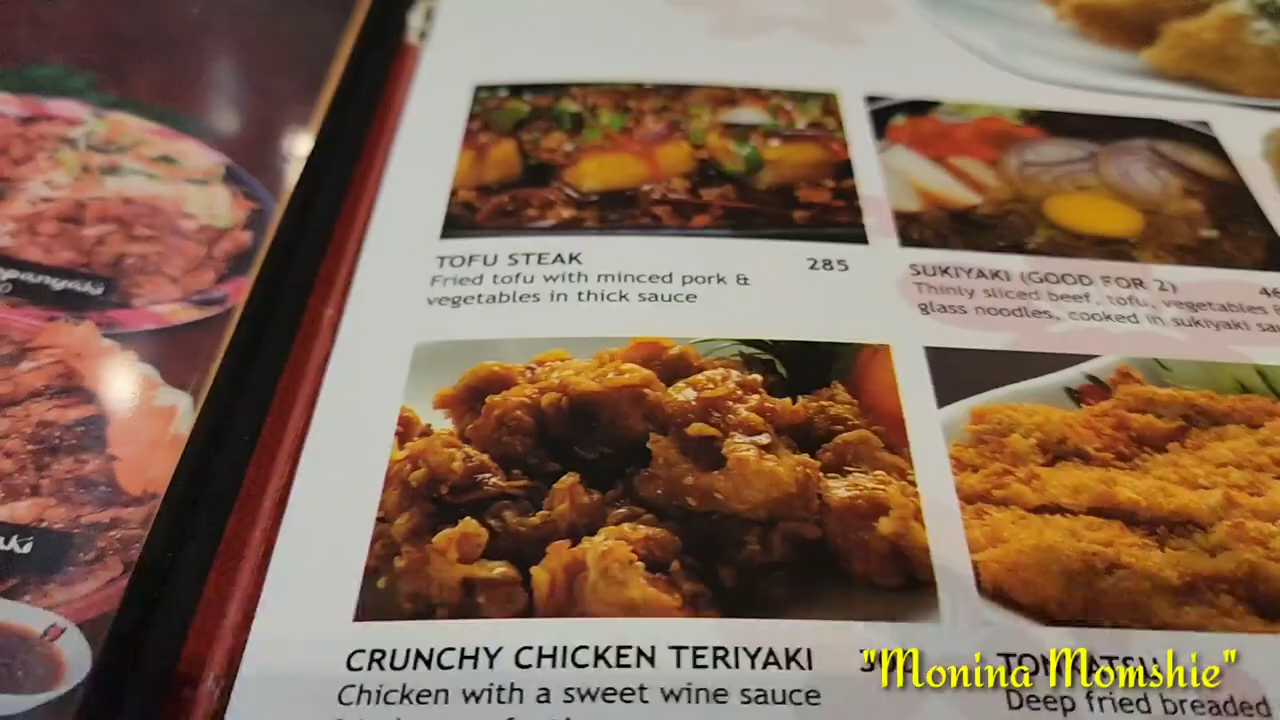 TOFU STEAK 285
Fried tofu with minced pork &
vegetables in thick sauce
SUKIYAKI (GOOD FOR 2)
Thinly sliced beef, tofu, vegetables
glass noodles, cooked in sukiyaki
CRUNCHY CHICKEN TERIYAKI
Chicken with a sweet wine sauce
TONKATSU
Deep fried breaded
"Monina Momshie"